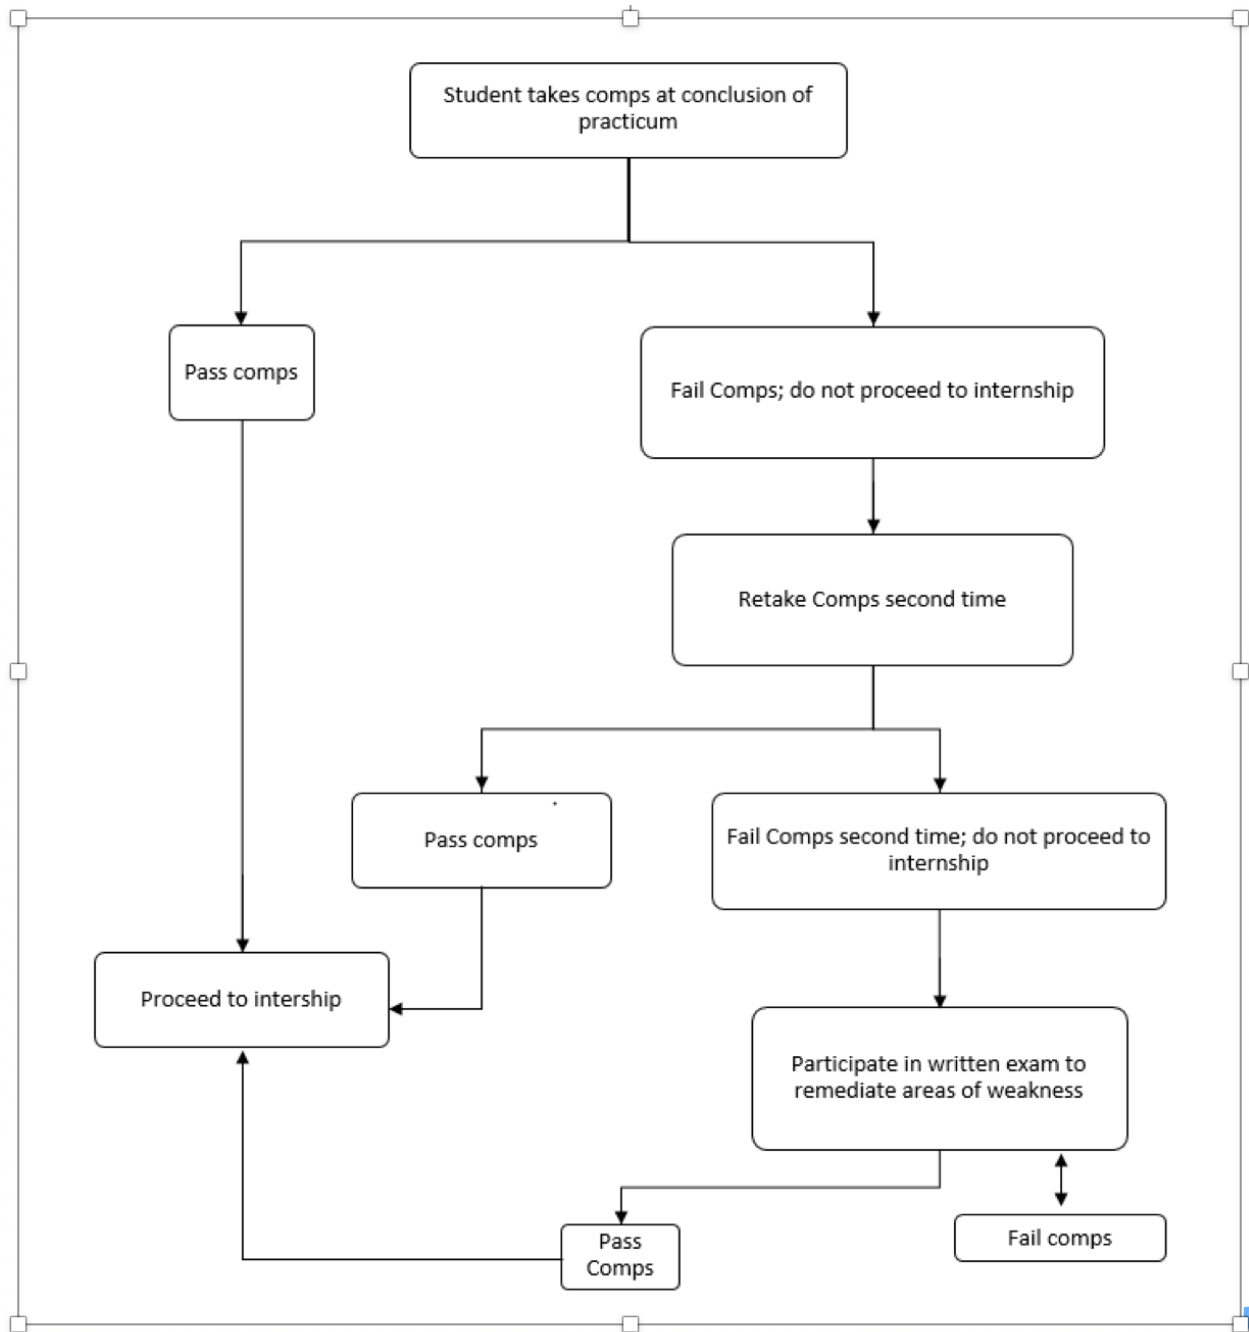 Student takes comps at conclusion of
practicum
Pass comps
Fail Comps; do not proceed to internship
Retake Comps second time
Pass comps
Fail Comps second time; do not proceed to
internship
Proceed to intership
Participate in written exam to
remediate areas of weakness
Pass
Comps
Fail comps